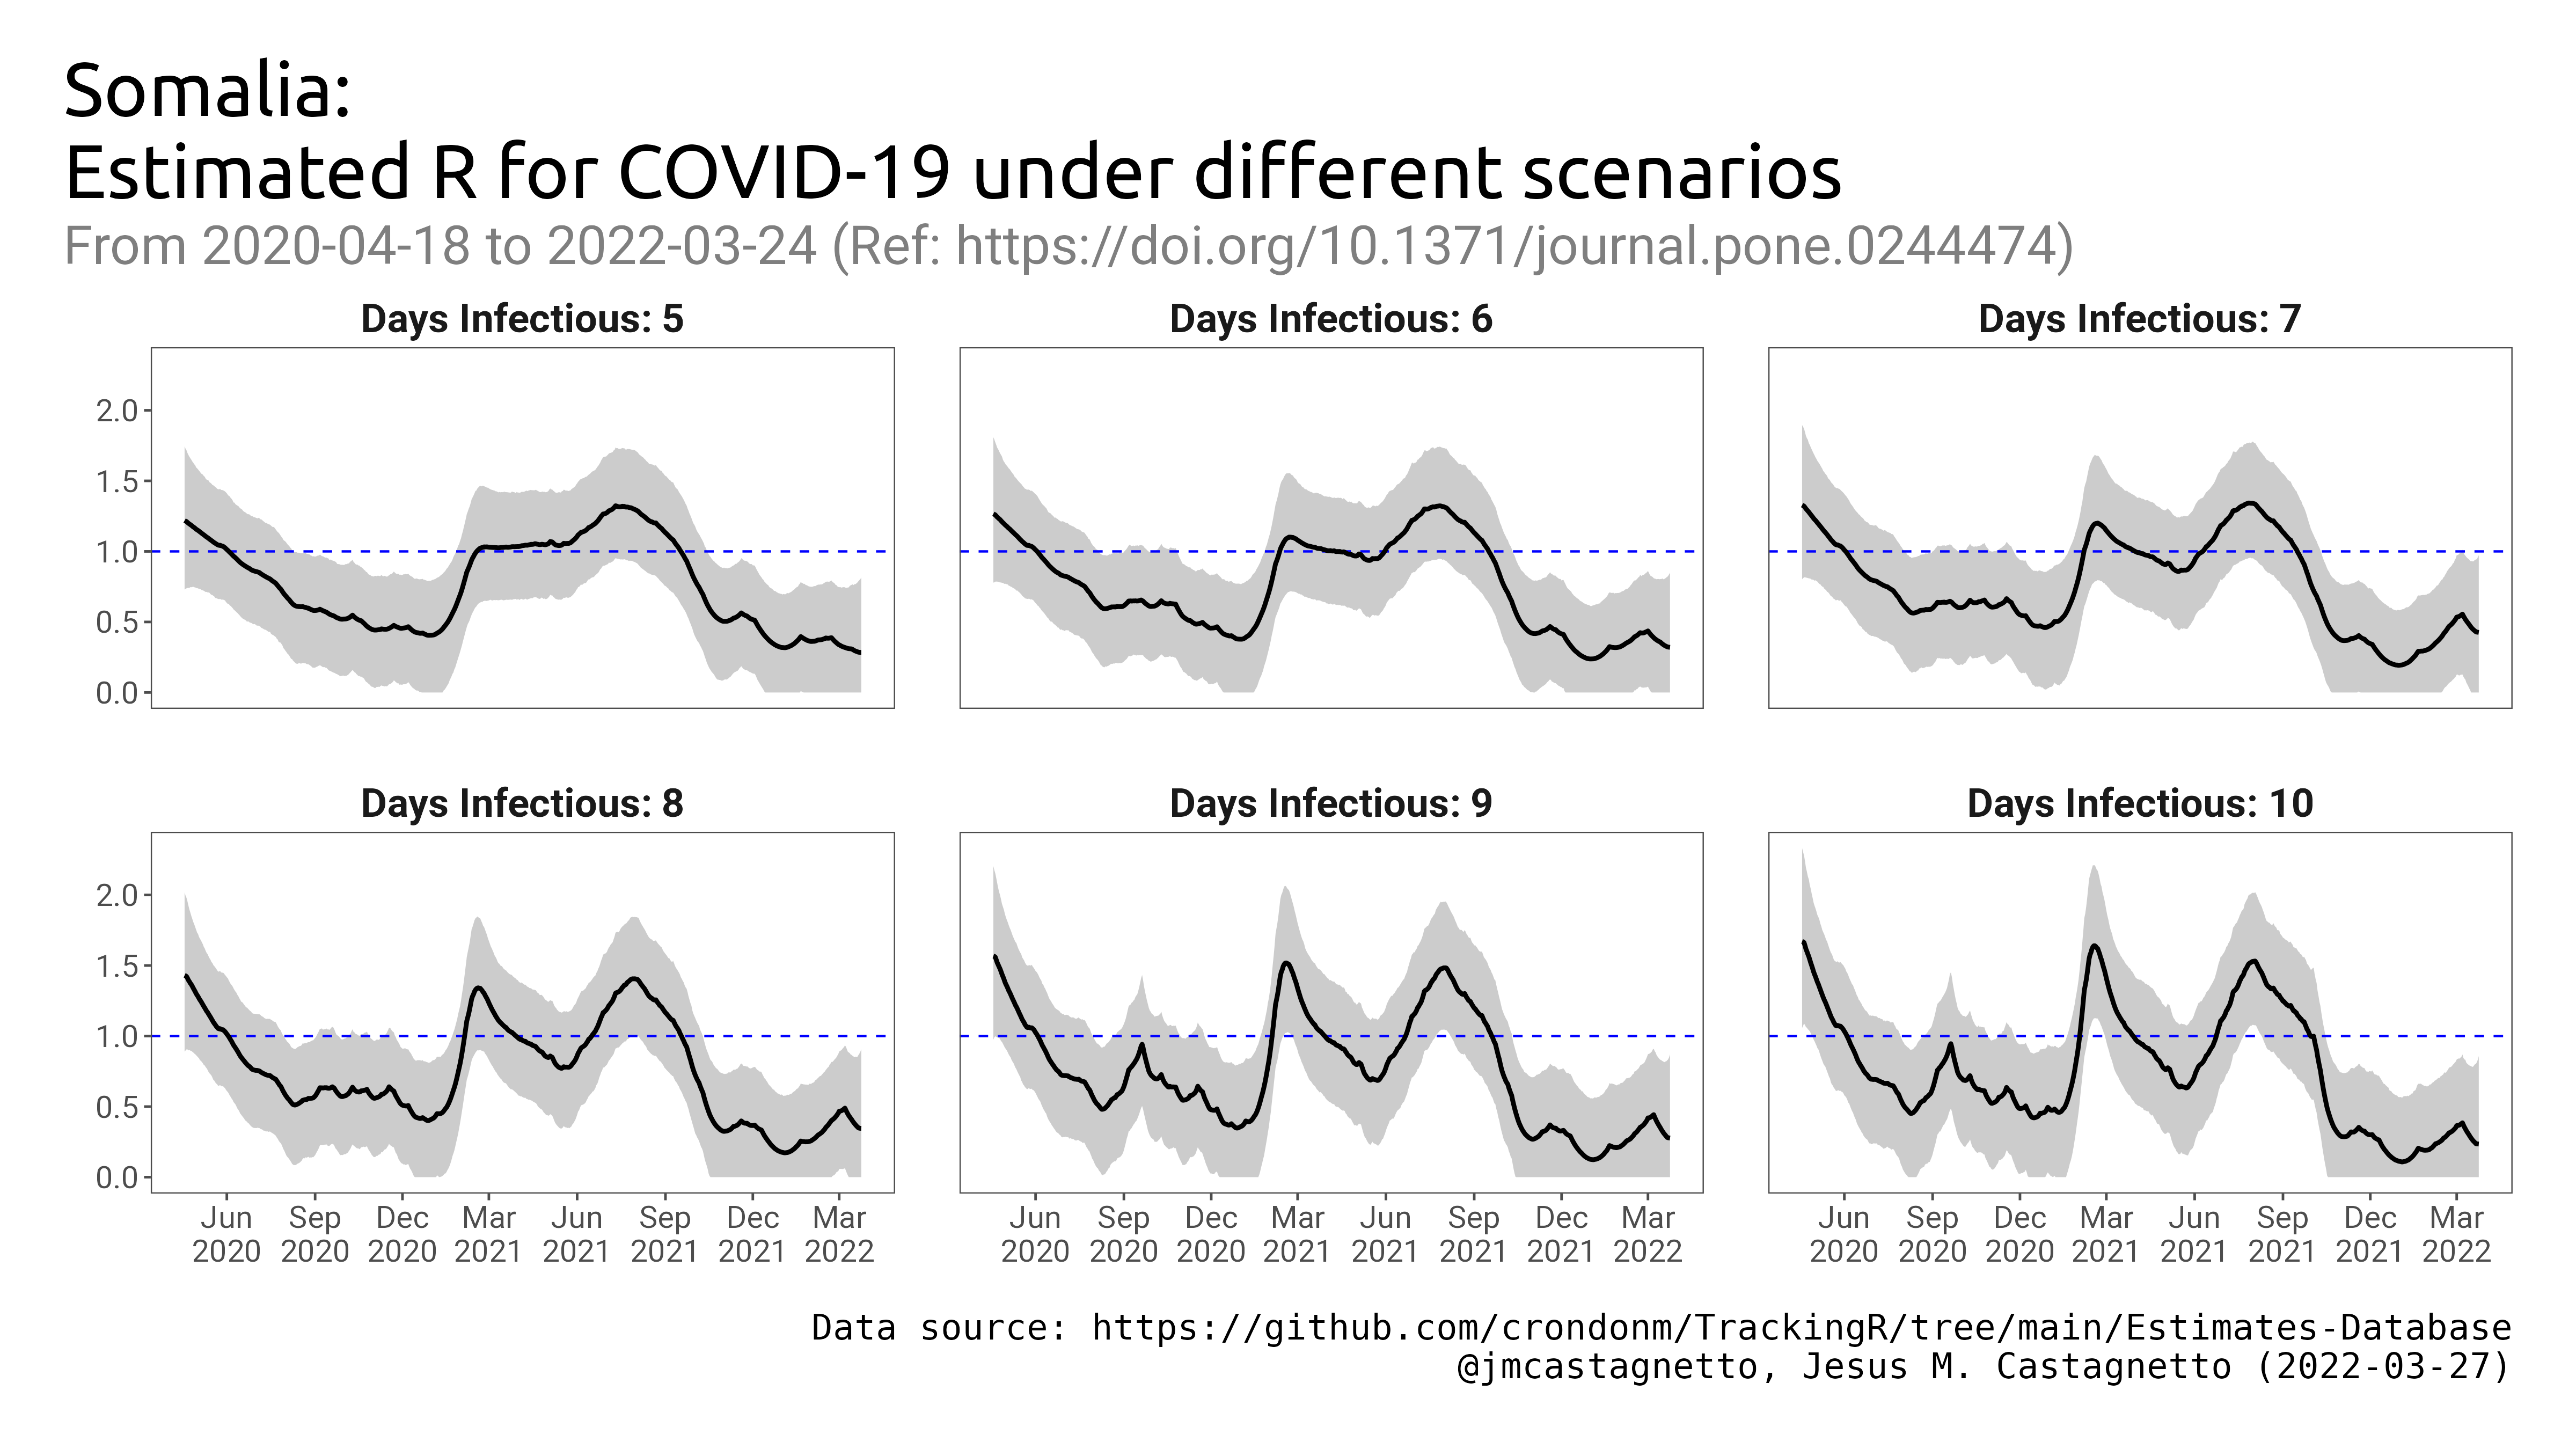 Somalia:
Estimated R for COVID-19 under different scenarios
From 2020-04-18 to 2022-03-24 (Ref: https://doi.org/10.1371/journal.pone.0244474)
Days Infectious: 5
Days Infectious: 6
Days Infectious: 7
2.0
1.5
1.0
0.5
0.0
Days Infectious: 8
Days Infectious: 9
Days Infectious: 10
2.0
1.5
1.0
0.5
0.0
Jun Sep Dec Mar Jun Sep Dec Mar
2020 2020 2020 2021 2021 2021 2021 2022
Jun Sep Dec Mar Jun Sep Dec Mar
2020 2020 2020 2021 2021 2021 2021 2022
Jun Sep Dec Mar Jun Sep Dec Mar
2020 2020 2020 2021 2021 2021 2021 2022
Data source: https://github.com/crondonm/TrackingR/tree/main/Estimates-Database
@jmcastagnetto, Jesus M. Castagnetto (2022-03-27)